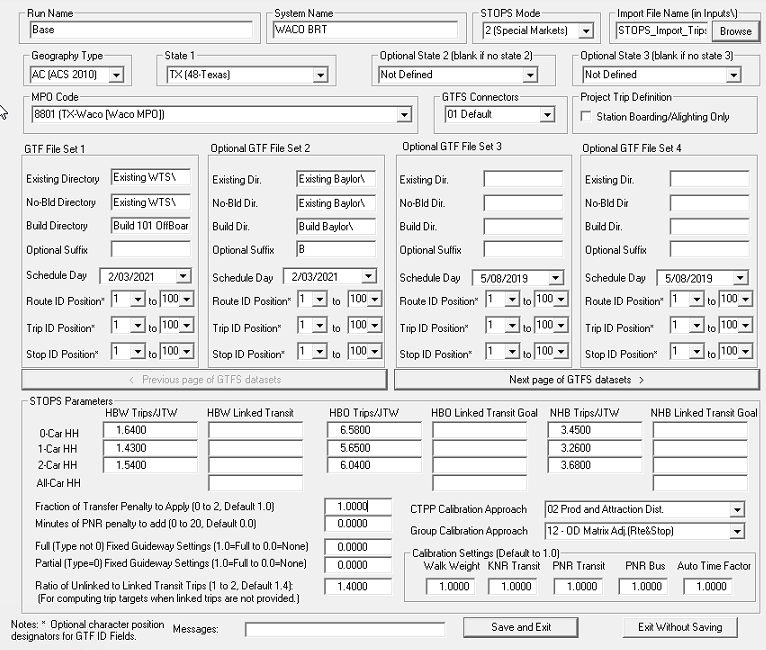 Run Name System Name STOPS Mode Import File Name (in Inputs\)
Base WACO BRT 2 (Special Markets) STOPS_Import_Trips Browse
Geography Type State 1 Optional State 2 (blank if no state 2) Optional State 3 (blank if no state 3)
AC (ACS 2010) TX (48-Texas) Not Defined Not Defined
MPO Code GTFS Connectors Project Trip Definition
8801 (TX-Waco [Waco MPO]) 01 Default Station Boarding/Alighting Only
GTF File Set 1 Optional GTF File Set 2 Optional GTF File Set 3 Optional GTF File Set 4
Existing Directory Existing WTS\ Existing Dir. Existing Baylor\ Existing Dir. Existing Dir.
No-Bld Directory Existing WTS\ No-Bld Dir. Existing Baylor\ No-Bld Dir. No-Bld Dir
Build Directory Build 101 OffBoar Build Dir. Build Baylor\ Build Dir. Build Dir.
Optional Suffix Optional Suffix B Optional Suffix Optional Suffix
Schedule Day 2/03/2021 Schedule Day 2/03/2021 Schedule Day 5/08/2019 Schedule Day 5/08/2019
Route ID Position* 1 to 100 Route ID Position* 1 to 100 Route ID Position* 1 to 100 Route ID Position* 1 to 100
Trip ID Position* 1 to 100 Trip ID Position* 1 to 100 Trip ID Position* 1 to 100 Trip ID Position* 1 to 100
Stop ID Position* 1 to 100 Stop ID Position* 1 to 100 Stop ID Position* 1 to 100 Stop ID Position* 1 to 100
< Previous page of GTFS datasets Next page of GTFS datasets >
STOPS Parameters
HBW Trips/JTW HBW Linked Transit HBO Trips/JTW HBO Linked Transit Goal NHB Trips/JTW NHB Linked Transit Goal
0-Car HH 1.6400 6.5800 3.4500
1-Car HH 1.4300 5.6500 3.2600
2-Car HH 1.5400 6.0400 3.6800
All-Car HH
Fraction of Transfer Penalty to Apply (0 to 2, Default 1.0) 1.0000 CTPP Calibration Approach 02 Prod and Attraction Dist.
Minutes of PNR penalty to add (0 to 20, Default 0.0) 0.0000 Group Calibration Approach 12 - OD Matrix Adj.(Rte&Stop)
Full (Type not 0) Fixed Guideway Settings (1.0=Full to 0.0=None) 0.0000 Calibration Settings (Default to 1.0)
Partial (Type=0) Fixed Guideway Settings (1.0=Full to 0.0=None) 0.0000 Walk Weight KNR Transit PNR Transit PNR Bus Auto Time Factor
Ratio of Unlinked to Linked Transit Trips (1 to 2, Default 1.4): 1.4000 1.0000 1.0000 1.0000 1.0000 1.0000
(For computing trip targets when linked trips are not provided.)
Notes: * Optional character position
designators for GTF ID Fields. Messages: Save and Exit Exit Without Saving